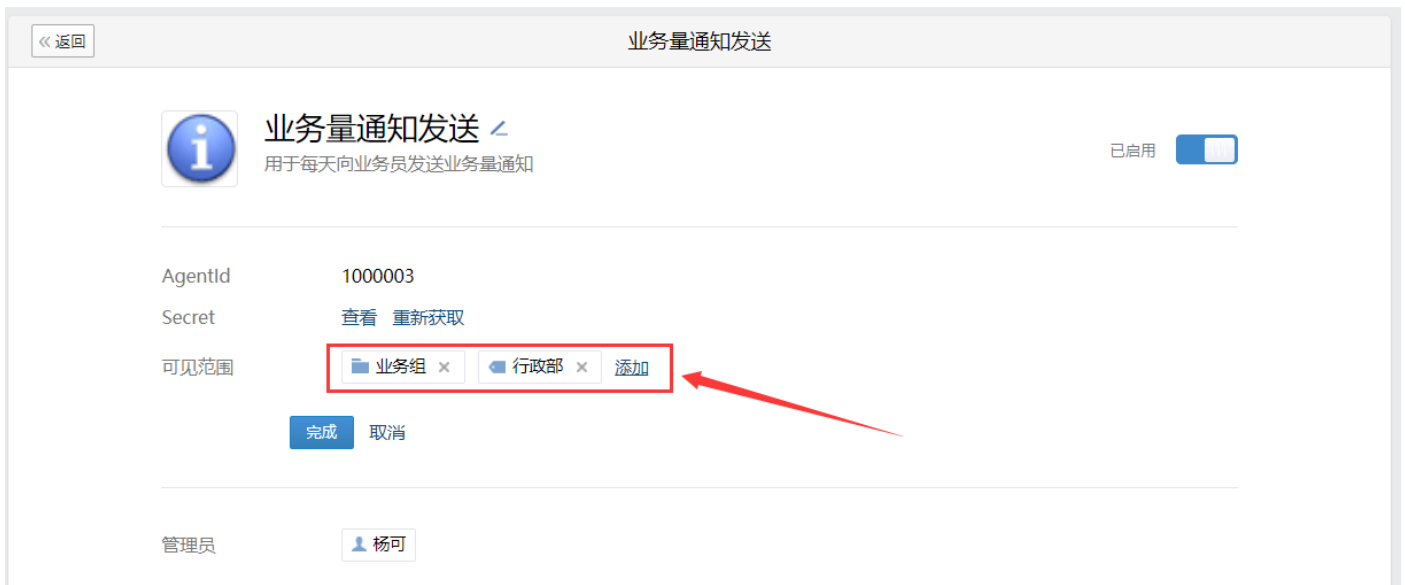 返回 业务量通知发送
业务量通知发送
用于每天向业务员发送业务量通知
已启用
AgentId 1000003
Secret 查看 重新获取
可见范围 业务组 行政部 添加
完成 取消
管理员 杨可